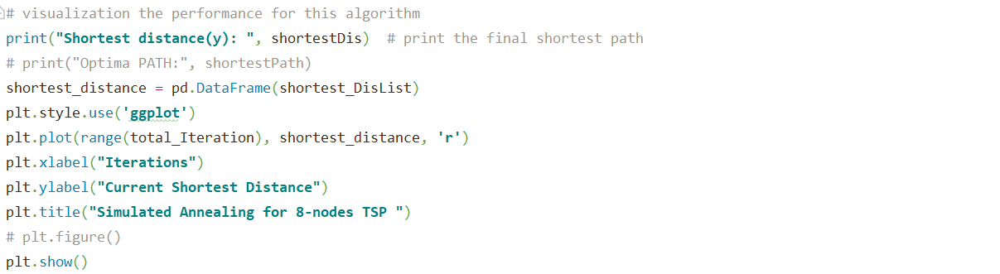 # visualization the performance for this algorithm
print("Shortest distance(y): ", shortestDis)  # print the final shortest path
# print("Optima PATH:", shortestPath)
shortest_distance = pd.DataFrame(shortest_DisList)
plt.style.use('ggplot')
plt.plot(range(total_Iteration), shortest_distance, 'r')
plt.xlabel("Iterations")
plt.ylabel("Current Shortest Distance")
plt.title("Simulated Annealing for 8-nodes TSP ")
# plt.figure()
plt.show()